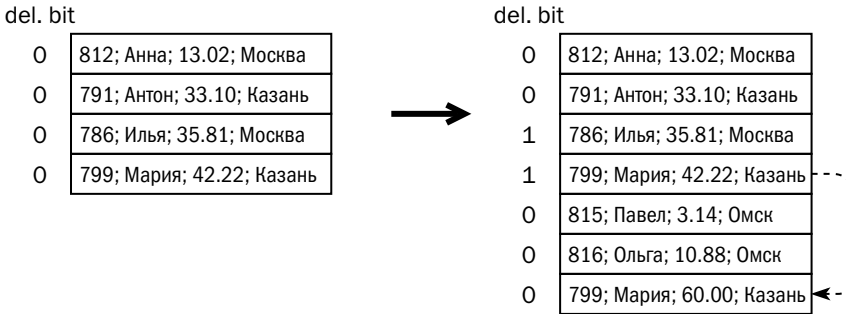 del. bit
0 812; Анна; 13.02; Москва
0 791; Антон; 33.10; Казань
0 786; Илья; 35.81; Москва
0 799; Мария; 42.22; Казань
del. bit
0 812; Анна; 13.02; Москва
0 791; Антон; 33.10; Казань
1 786; Илья; 35.81; Москва
1 799; Мария; 42.22; Казань
0 815; Павел; 3.14; Омск
0 816; Ольга; 10.88; Омск
0 799; Мария; 60.00; Казань